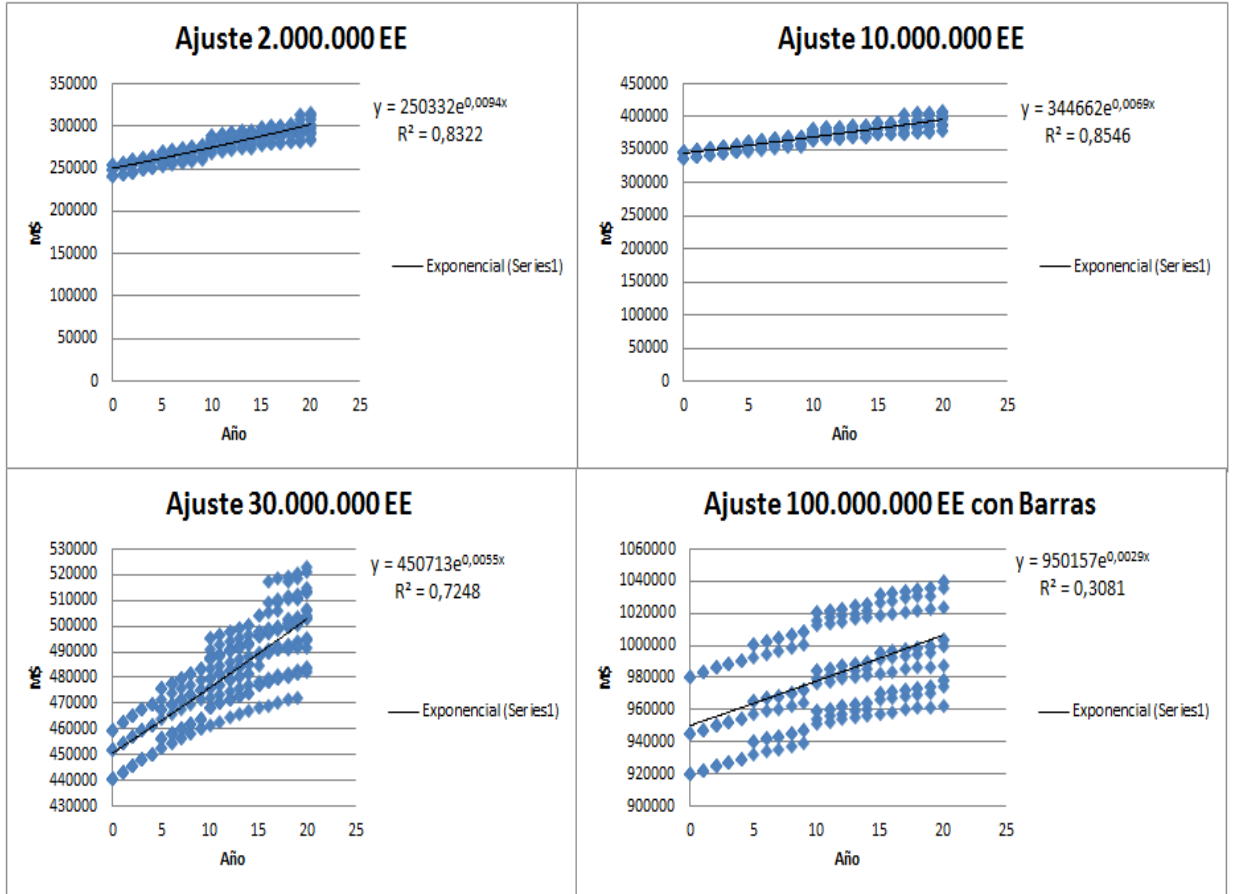 Ajuste 2.000.000 EE
350000
300000
250000
200000
150000
100000
50000
0
M$
0 5 10 15 20 25
Año
y = 250332e^0,0094x
R² = 0,8322
Exponencial (Series1)
Ajuste 10.000.000 EE
450000
400000
350000
300000
350000
200000
350000
100000
50000
0
M$
0 5 10 15 20 25
Año
y = 344662e^0,0069x
R² = 0,8546
Exponencial (Series1)
Ajuste 30.000.000 EE
530000
520000
510000
500000
490000
480000
470000
460000
450000
440000
430000
M$
0 5 10 15 20 25
Año
y = 450713e^0,0055x
R² = 0,7248
Exponencial (Series1)
Ajuste 100.000.000 EE con Barras
1060000
1040000
1020000
1000000
980000
960000
940000
920000
900000
M$
0 5 10 15 20 25
Año
y = 950157e^0,0029x
R² = 0,3081
Exponencial (Series1)